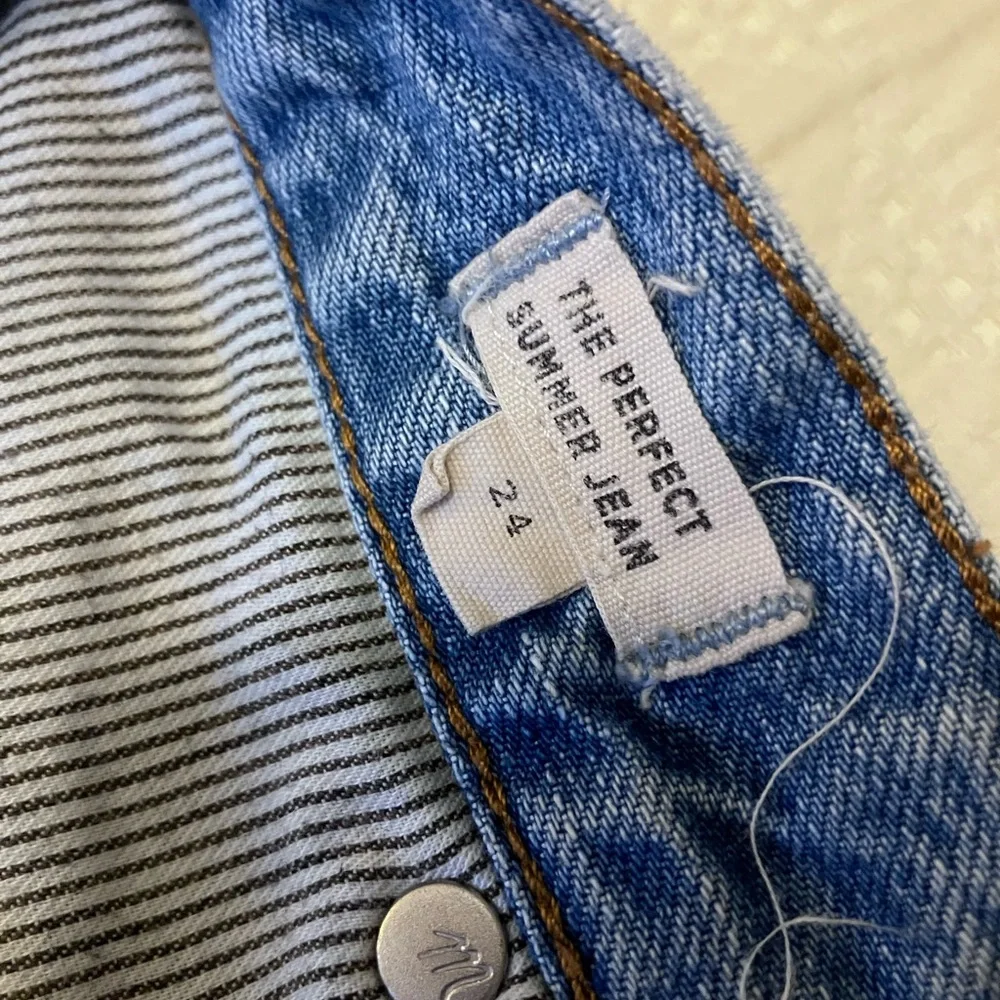 THE PERFECT
SUMMER JEAN
24
m